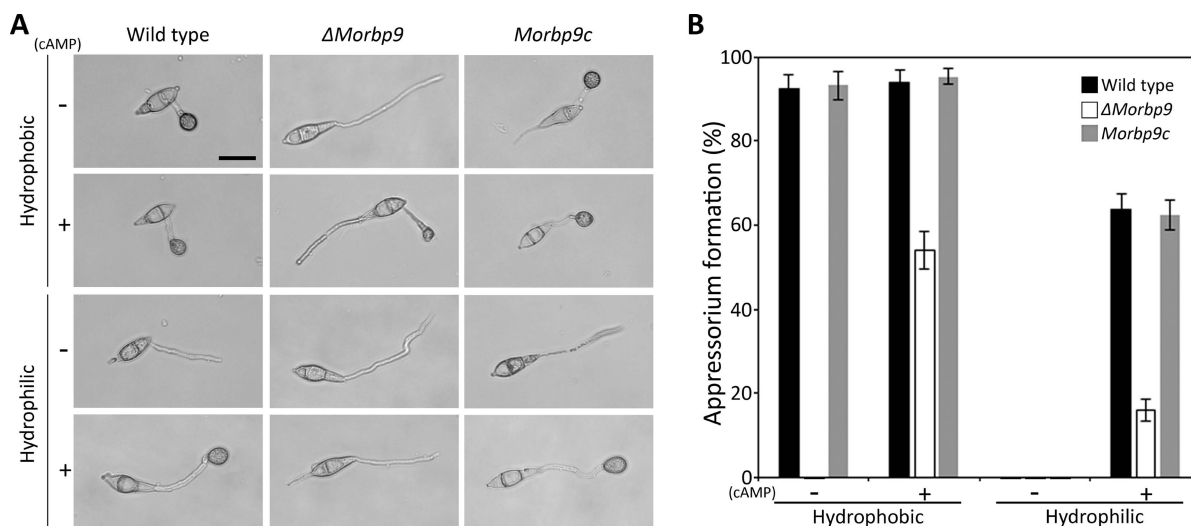 A
(cAMP)
Wild type
ΔMorbp9
Morbp9c
Hydrophobic
-
+
Hydrophilic
-
+
B
Appressorium formation (%)
100
80
60
40
20
0
Wild type
ΔMorbp9
Morbp9c
(cAMP)
- + - +
Hydrophobic Hydrophilic